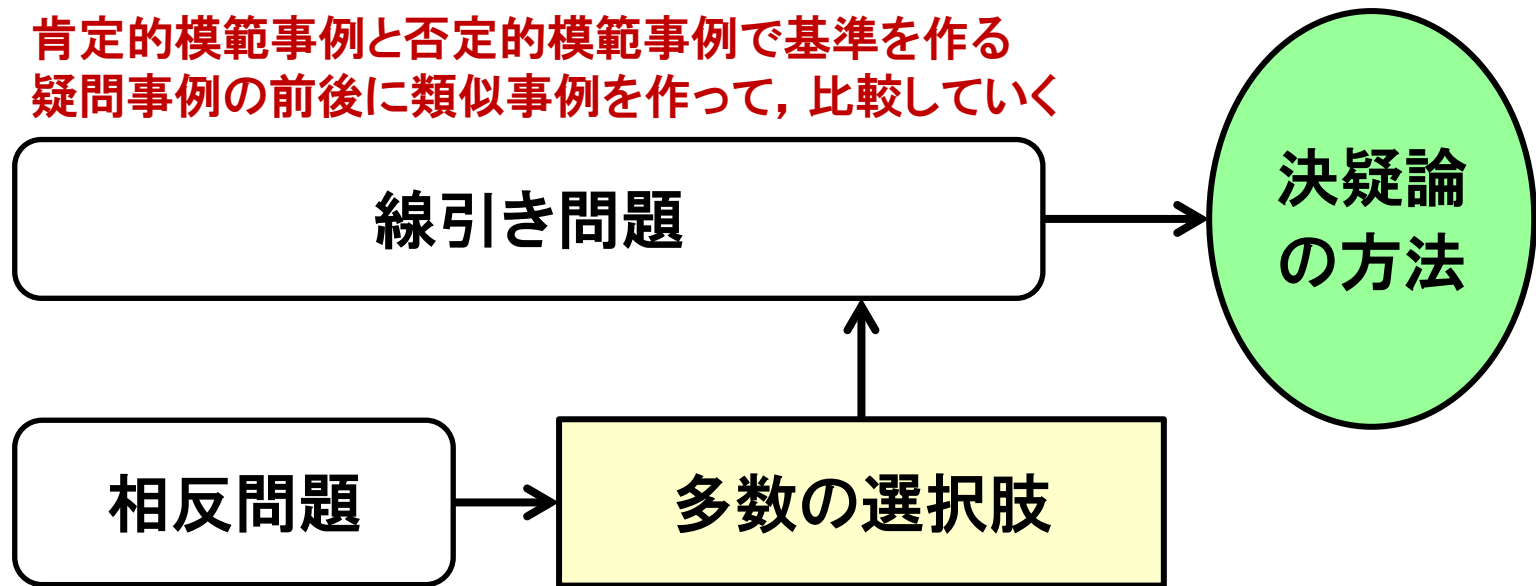 肯定的模範事例と否定的模範事例で基準を作る
疑問事例の前後に類似事例を作って，比較していく
線引き問題
決疑論
の方法
相反問題
多数の選択肢